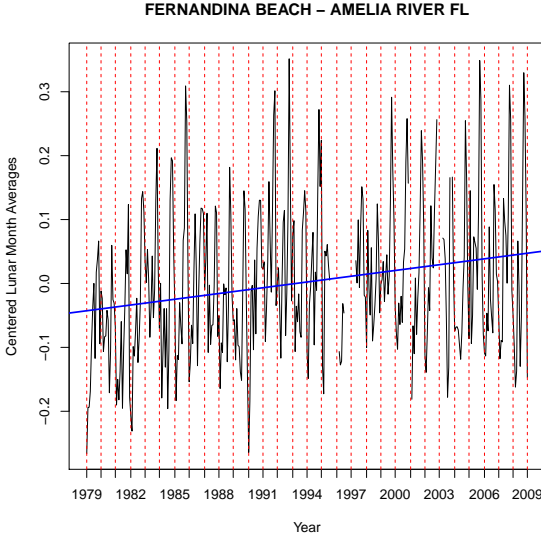 FERNANDINA BEACH − AMELIA RIVER FL
Centered Lunar Month Averages
0.3
0.2
0.1
0.0
−0.1
−0.2
1979 1982 1985 1988 1991 1994 1997 2000 2003 2006 2009
Year